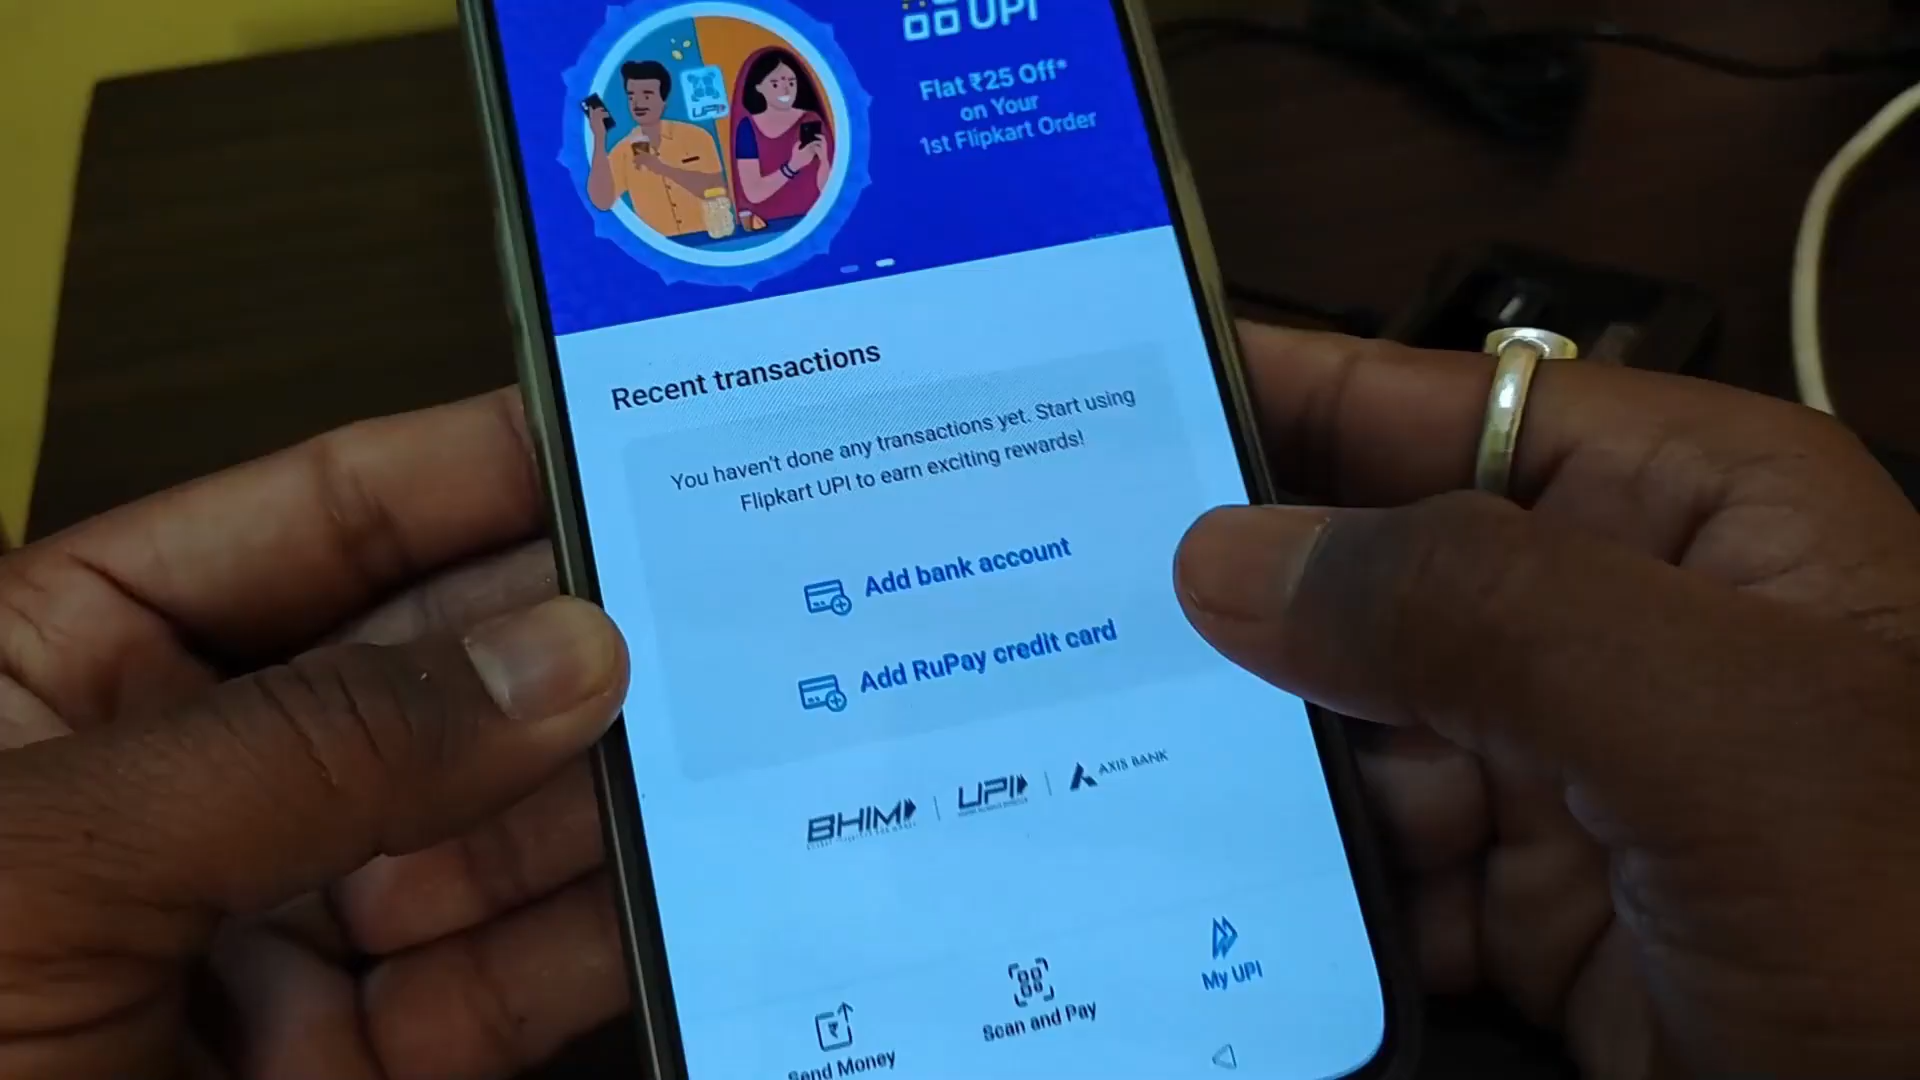 UPI
Flat ₹25 Off*
on Your
1st Flipkart Order
UPI
Recent transactions
You haven't done any transactions yet. Start using
Flipkart UPI to earn exciting rewards!
Add bank account
Add RuPay credit card
BHIM
UPI
AXIS BANK
Send Money
Scan and Pay
My UPI